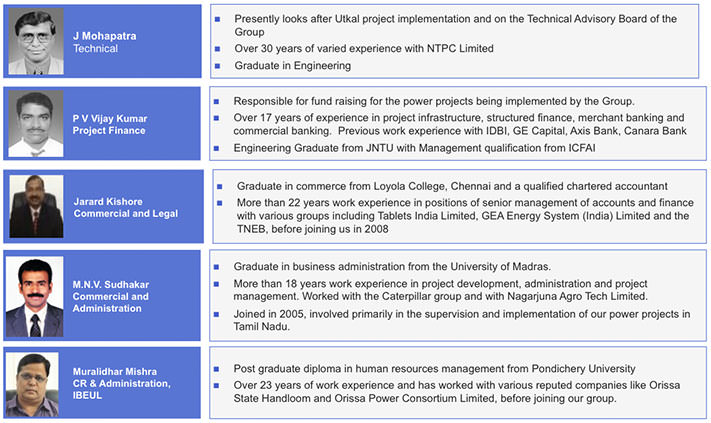 J Mohapatra
Technical
Presently looks after Utkal project implementation and on the Technical Advisory Board of the
Group
Over 30 years of varied experience with NTPC Limited
Graduate in Engineering
P V Vijay Kumar
Project Finance
Responsible for fund raising for the power projects being implemented by the Group.
Over 17 years of experience in project infrastructure, structured finance, merchant banking and
commercial banking. Previous work experience with IDBI, GE Capital, Axis Bank, Canara Bank
Engineering Graduate from JNTU with Management qualification from ICFAI
Jarard Kishore
Commercial and Legal
Graduate in commerce from Loyola College, Chennai and a qualified chartered accountant
More than 22 years work experience in positions of senior management of accounts and finance
with various groups including Tablets India Limited, GEA Energy System (India) Limited and the
TNEB, before joining us in 2008
M.N.V. Sudhakar
Commercial and
Administration
Graduate in business administration from the University of Madras.
More than 18 years work experience in project development, administration and project
management. Worked with the Caterpillar group and with Nagarjuna Agro Tech Limited.
Joined in 2005, involved primarily in the supervision and implementation of our power projects in
Tamil Nadu.
Muralidhar Mishra
CR & Administration,
IBEUL
Post graduate diploma in human resources management from Pondichery University
Over 23 years of work experience and has worked with various reputed companies like Orissa
State Handloom and Orissa Power Consortium Limited, before joining our group.